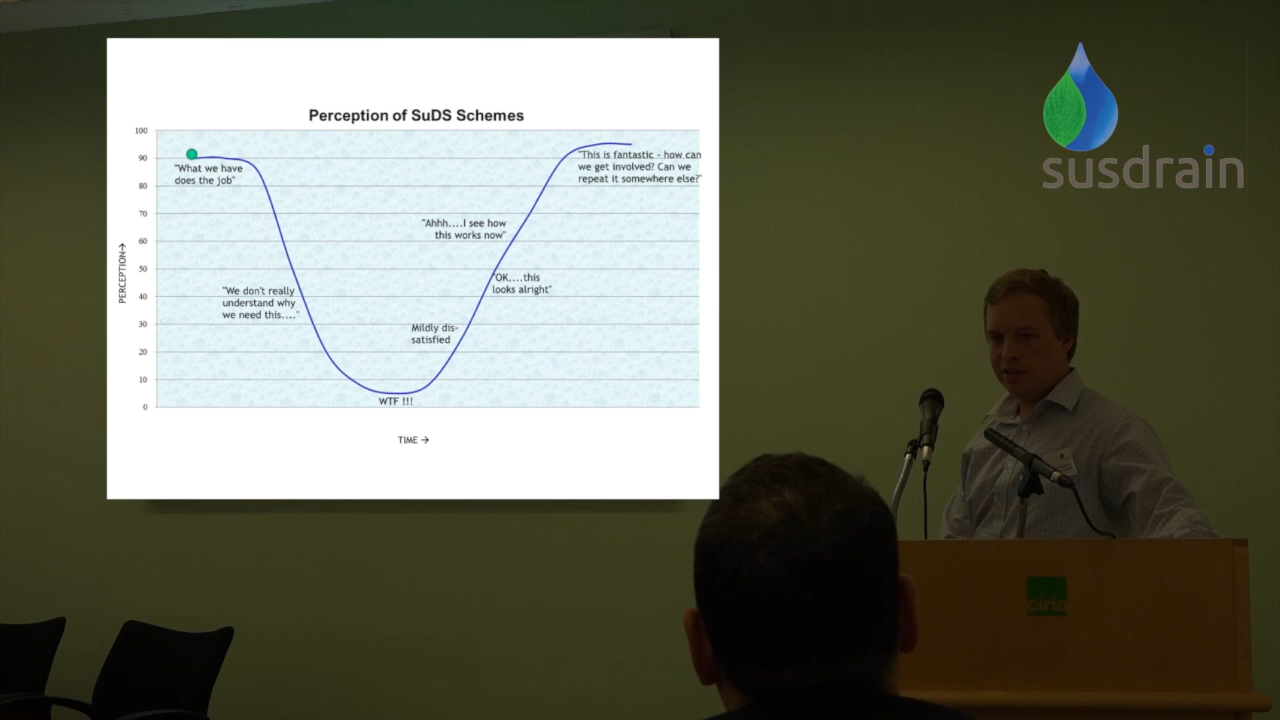 Perception of SuDS Schemes
100
90
80
70
60
50
40
30
20
10
0
PERCEPTION→
"What we have
does the job"
"We don't really
understand why
we need this...."
WTF !!!
Mildly dis-
satisfied
"OK....this
looks alright"
"Ahhh....I see how
this works now"
"This is fantastic - how can
we get involved? Can we
repeat it somewhere else?"
TIME →
susdrain
ciria